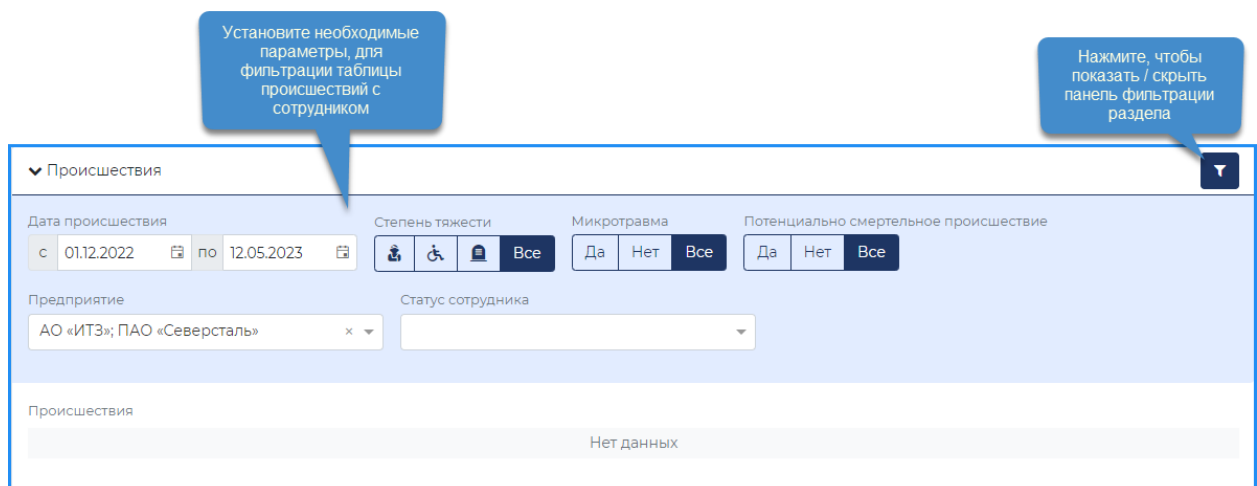 Установите необходимые
параметры, для
фильтрации таблицы
происшествий с
сотрудником
Нажмите, чтобы
показать / скрыть
панель фильтрации
раздела
Происшествия
Дата происшествия
Степень тяжести
Микротравма
Потенциально смертельное происшествие
с 01.12.2022 по 12.05.2023
Все
Да Нет Все
Да Нет Все
Предприятие
Статус сотрудника
АО «ИТЗ»; ПАО «Северсталь» ×
Происшествия
Нет данных